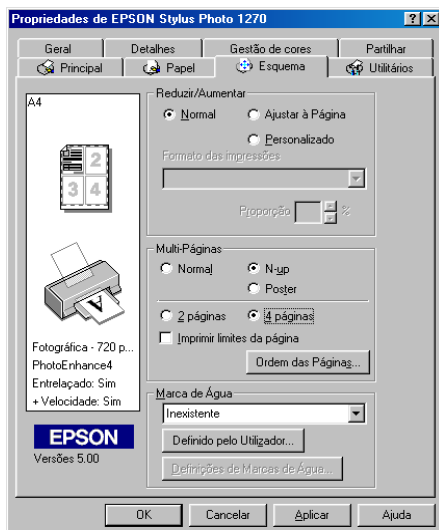 Propriedades de EPSON Stylus Photo 1270
Geral Detalhes Gestão de cores Partilhar
Principal Papel Esquema Utilitários
A4
2
3 4
A
Fotográfica - 720 p...
PhotoEnhance4
Entrelaçado: Sim
+ Velocidade: Sim
EPSON
Versões 5.00
Reduzir/Aumentar
Normal Ajustar à Página
Personalizado
Formato das impressões
Proporção %
Multi-Páginas
Normal N-up
Poster
2 páginas 4 páginas
Imprimir limites da página
Ordem das Páginas...
Marca de Água
Inexistente
Definido pelo Utilizador...
Definições de Marcas de Água...
OK Cancelar Aplicar Ajuda